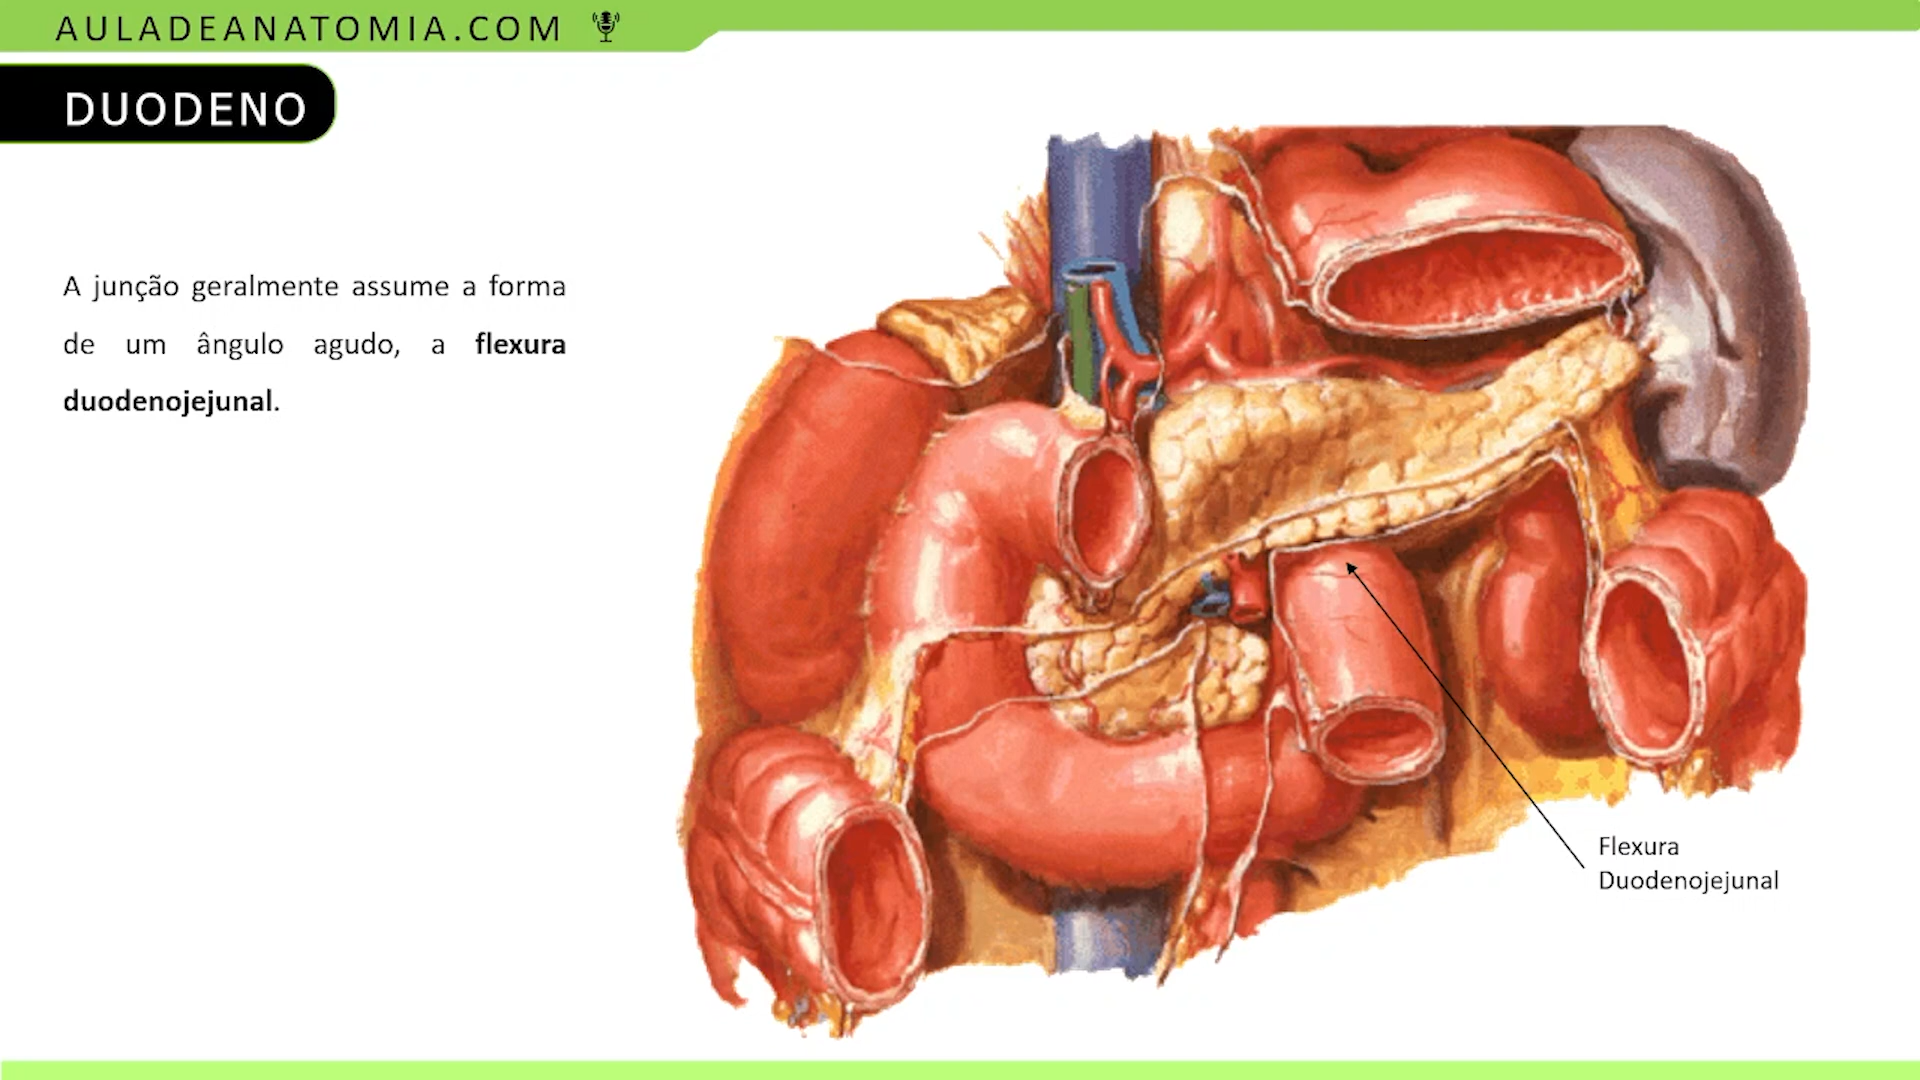 AULADEANATOMIA.COM
DUODENO
A junção geralmente assume a forma
de um ângulo agudo, a flexura
duodenojejunal.
Flexura
Duodenojejunal